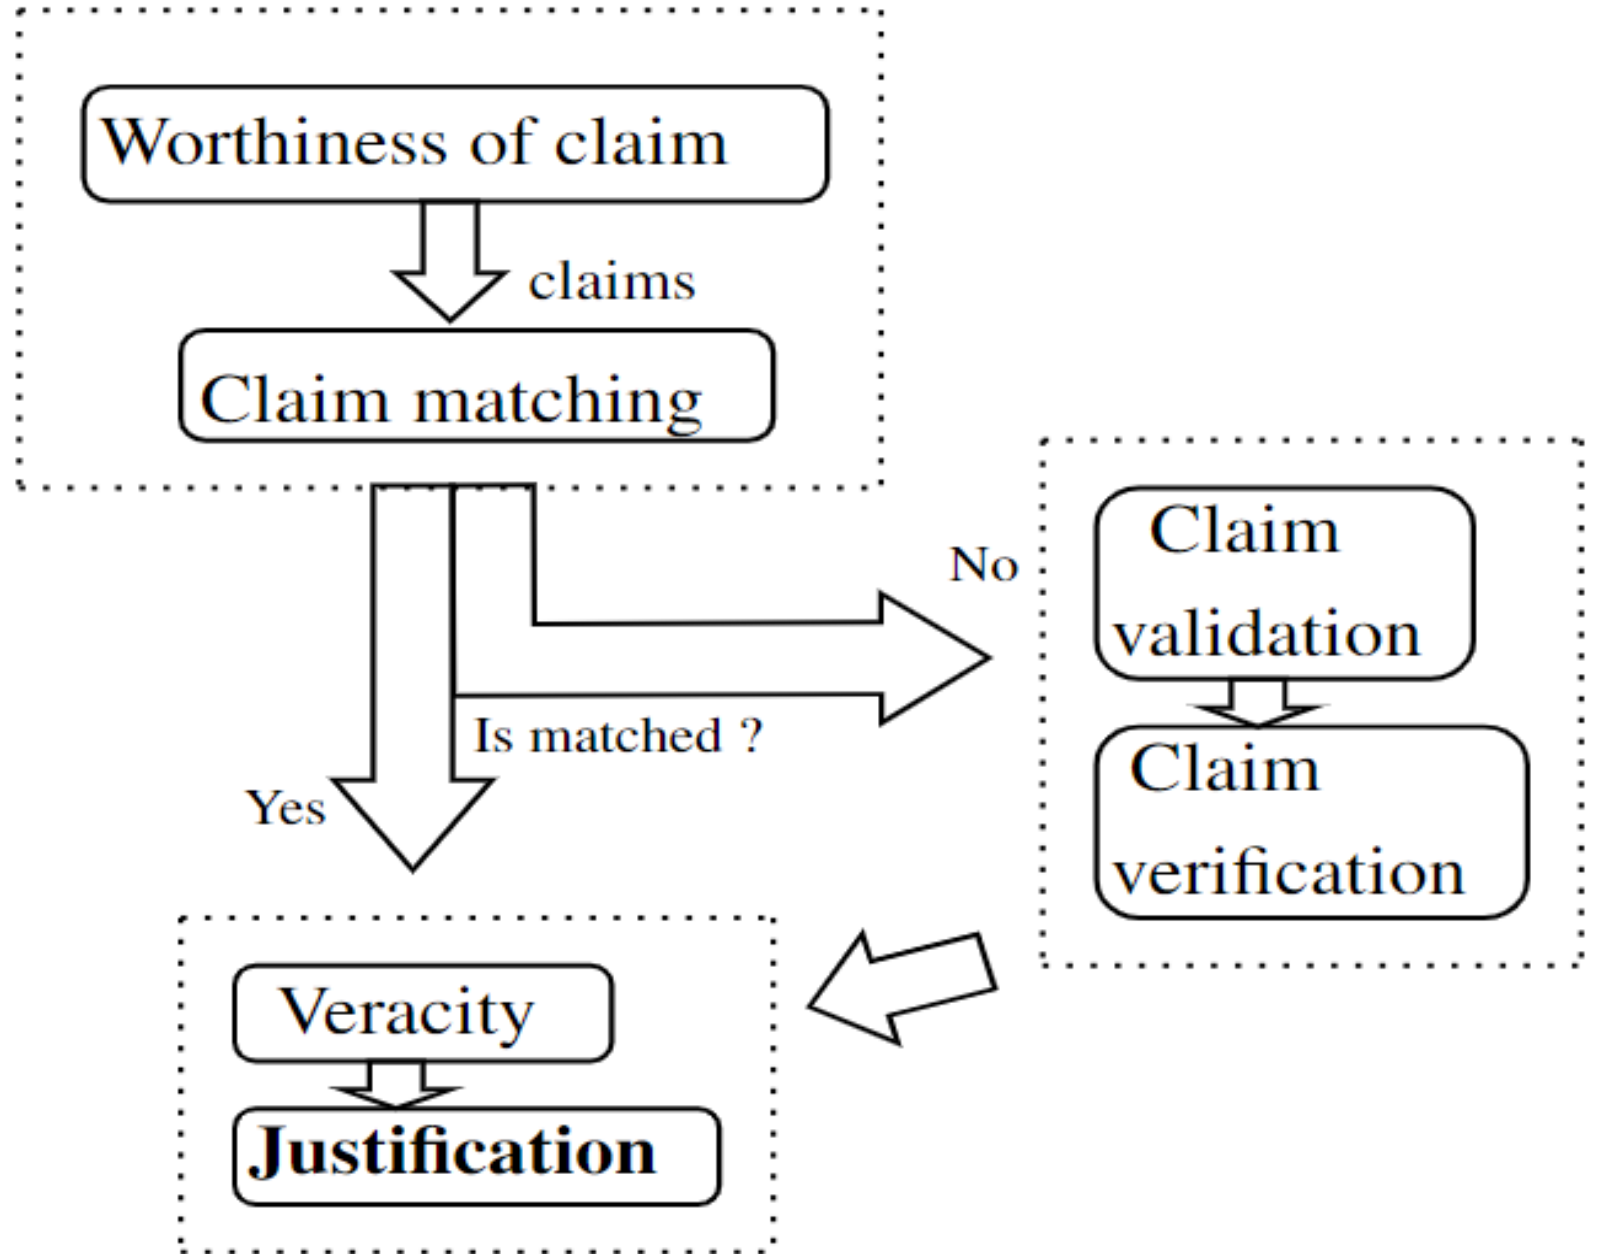 Worthiness of claim
claims
Claim matching
No
Claim
validation
Is matched ?
Claim
verification
Yes
Veracity
Justification